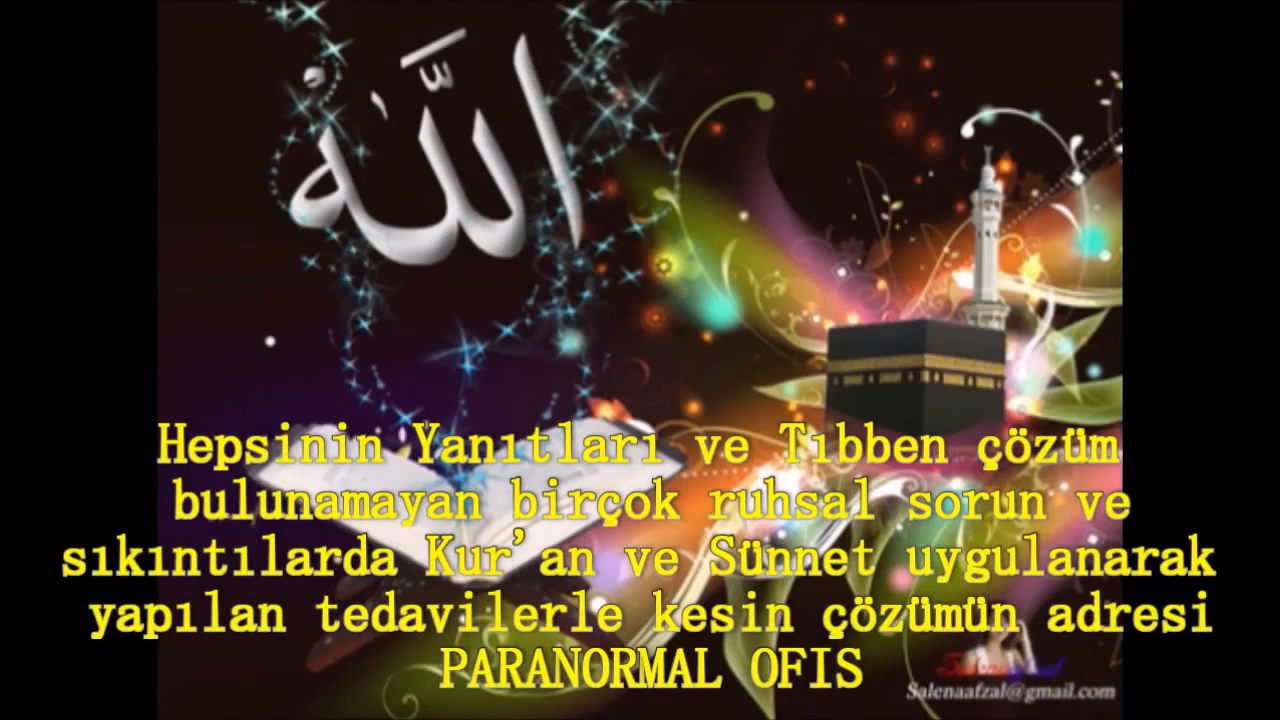 اللّٰه
Hepsinin Yanıtları ve Tıbben çözüm
bulunamayan birçok ruhsal sorun ve
sıkıntılarda Kur'an ve Sünnet uygulanarak
yapılan tedavilerle kesin çözümün adresi
PARANORMAL OFIS
Salenaafzal@gmail.com